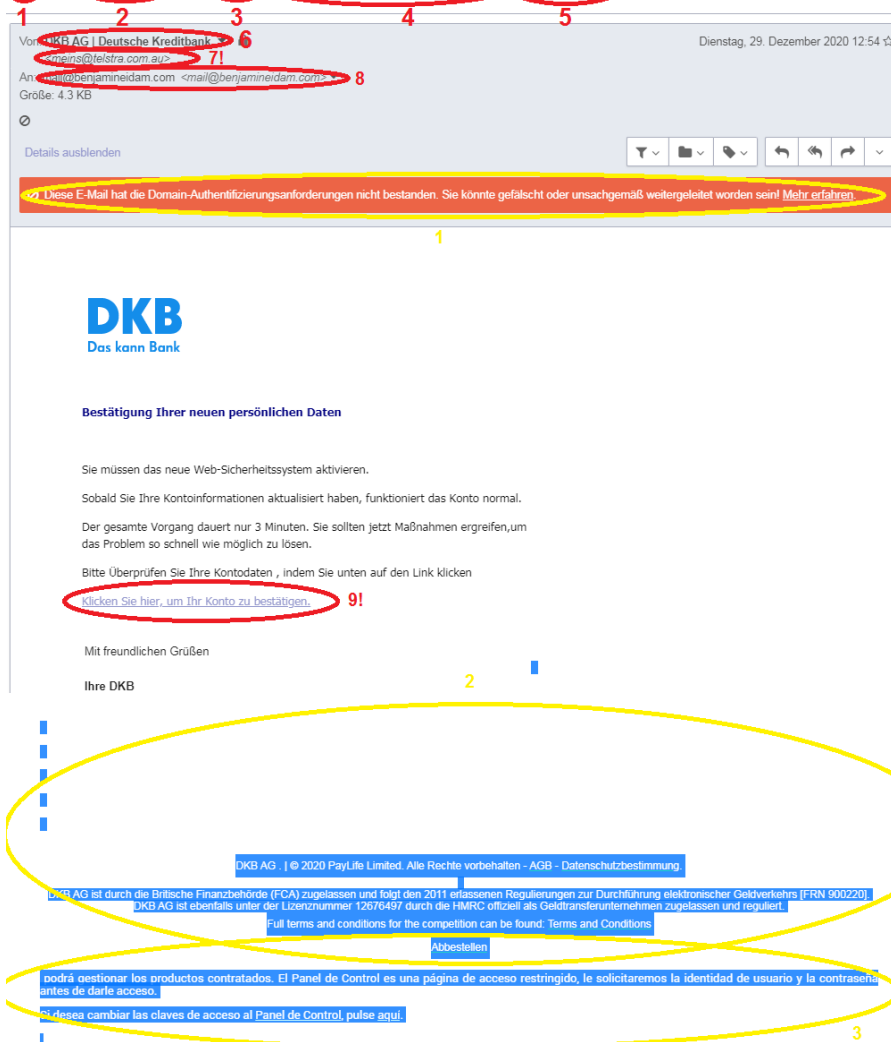 1 2 3 4 5
Von DKB AG | Deutsche Kreditbank 6
<meins@telstra.com.au> 7!
Dienstag, 29. Dezember 2020 12:54
An: mail@benjamineidam.com <mail@benjamineidam.com> 8
Größe: 4.3 KB
Details ausblenden
Diese E-Mail hat die Domain-Authentifizierungsanforderungen nicht bestanden. Sie könnte gefälscht oder unsachgemäß weitergeleitet worden sein! Mehr erfahren.
1
DKB
Das kann Bank
Bestätigung Ihrer neuen persönlichen Daten
Sie müssen das neue Web-Sicherheitssystem aktivieren.
Sobald Sie Ihre Kontoinformationen aktualisiert haben, funktioniert das Konto normal.
Der gesamte Vorgang dauert nur 3 Minuten. Sie sollten jetzt Maßnahmen ergreifen,um
das Problem so schnell wie möglich zu lösen.
Bitte Überprüfen Sie Ihre Kontodaten , indem Sie unten auf den Link klicken
Klicken Sie hier, um Ihr Konto zu bestätigen. 9!
Mit freundlichen Grüßen
Ihre DKB
2
DKB AG . | © 2020 PayLife Limited. Alle Rechte vorbehalten - AGB - Datenschutzbestimmung.
DKB AG ist durch die Britische Finanzbehörde (FCA) zugelassen und folgt den 2011 erlassenen Regulierungen zur Durchführung elektronischer Geldverkehrs [FRN 900220].
DKB AG ist ebenfalls unter der Lizenznummer 12676497 durch die HMRC offiziell als Geldtransferunternehmen zugelassen und reguliert.
Full terms and conditions for the competition can be found: Terms and Conditions
Abbestellen
podrá gestionar los productos contratados. El Panel de Control es una página de acceso restringido, le solicitaremos la identidad de usuario y la contraseña
antes de darle acceso.
Si desea cambiar las claves de acceso al Panel de Control, pulse aquí.
3